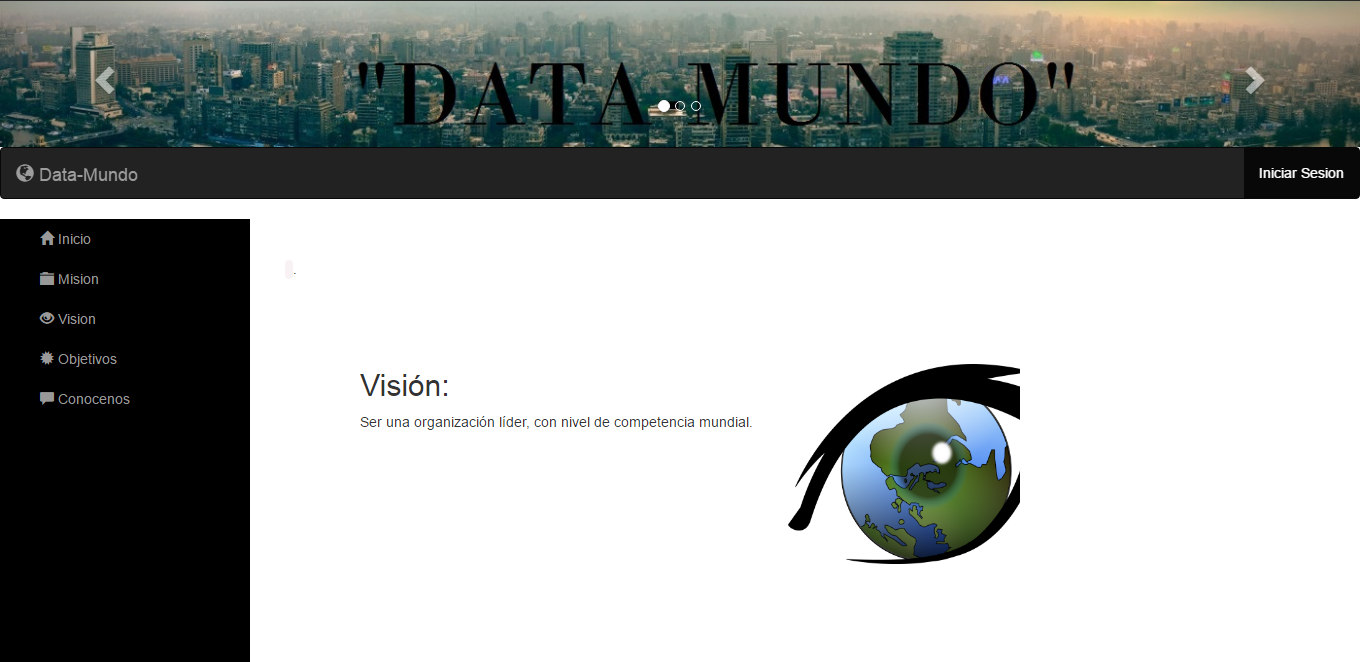 "DATA MUNDO"
Data-Mundo
Iniciar Sesion
Inicio
Mision
Vision
Objetivos
Conocenos
.
Visión:
Ser una organización líder, con nivel de competencia mundial.